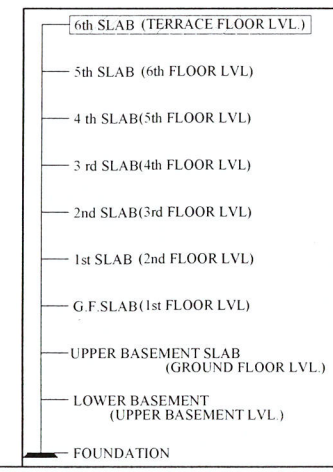 6th SLAB (TERRACE FLOOR LVL.)
5th SLAB (6th FLOOR LVL)
4 th SLAB(5th FLOOR LVL)
3 rd SLAB(4th FLOOR LVL)
2nd SLAB(3rd FLOOR LVL)
1st SLAB (2nd FLOOR LVL)
G.F.SLAB(1st FLOOR LVL)
UPPER BASEMENT SLAB
(GROUND FLOOR LVL.)
LOWER BASEMENT
(UPPER BASEMENT LVL.)
FOUNDATION